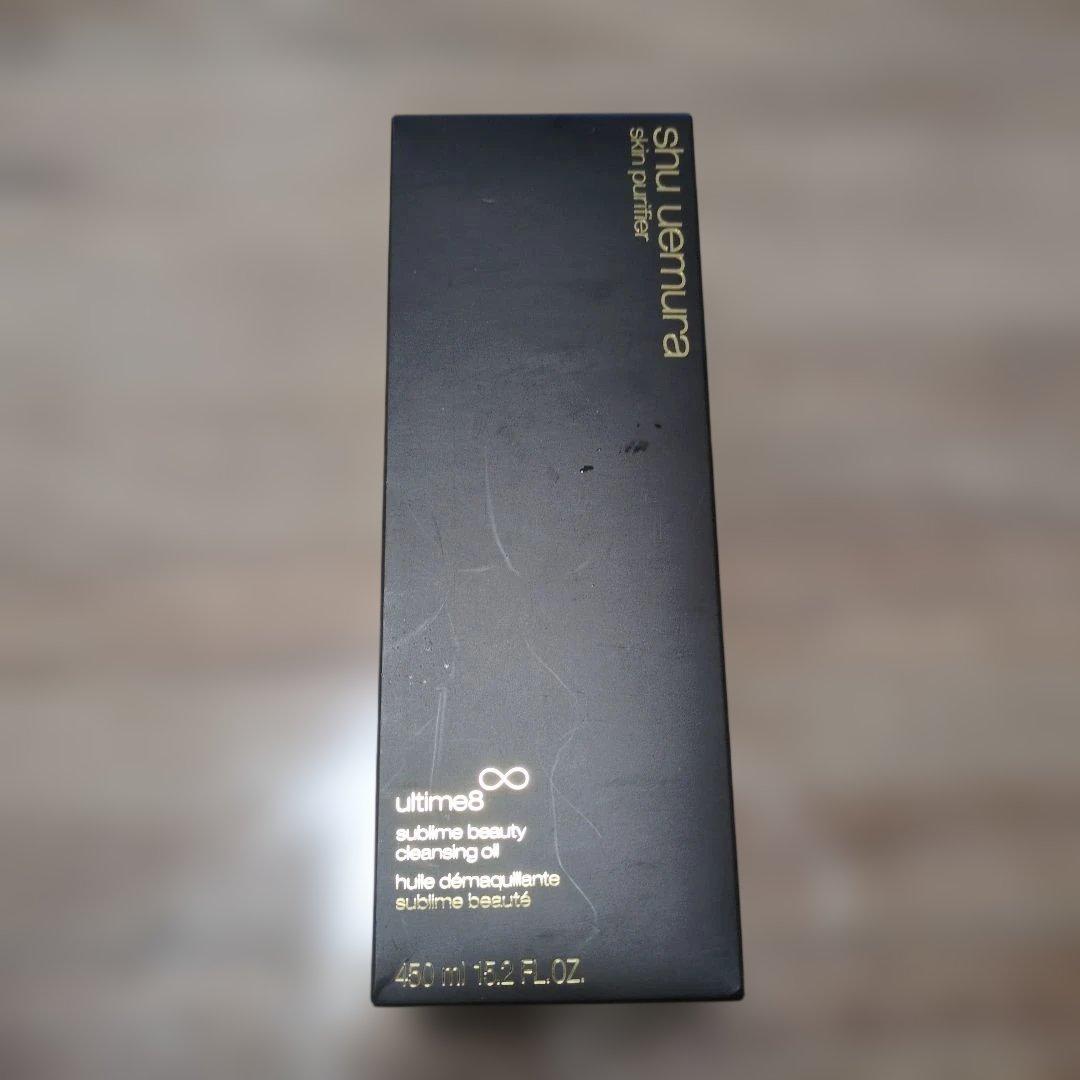 shu uemura
skin purifier
ultime8∞
sublime beauty
cleansing oil
huile démaquillante
sublime beauté
450 ml 15.2 FL.OZ.